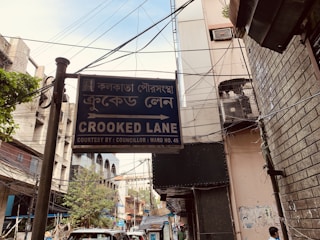 কলকাতা পৌরসংস্থা
ক্রুকেড লেন
CROOKED LANE
COURTESY BY : COUNCILLOR : WARD NO. 46